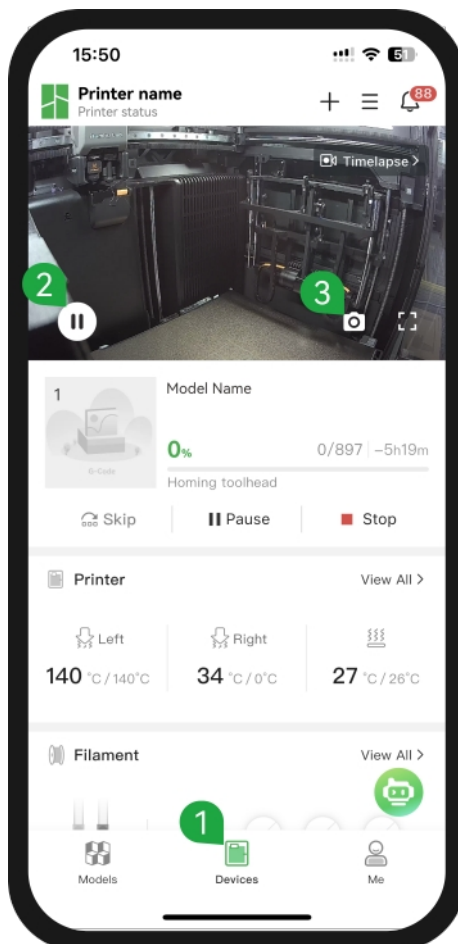 15:50
51
Printer name
Printer status
88
Timelapse >
2
3
1
Model Name
0%
0/897 | -5h19m
G-Code
Homing toolhead
Skip
Pause
Stop
Printer
View All >
Left
Right
140 °C / 140°C
34 °C / 0°C
27 °C / 26°C
Filament
View All >
1
Models
Devices
Me